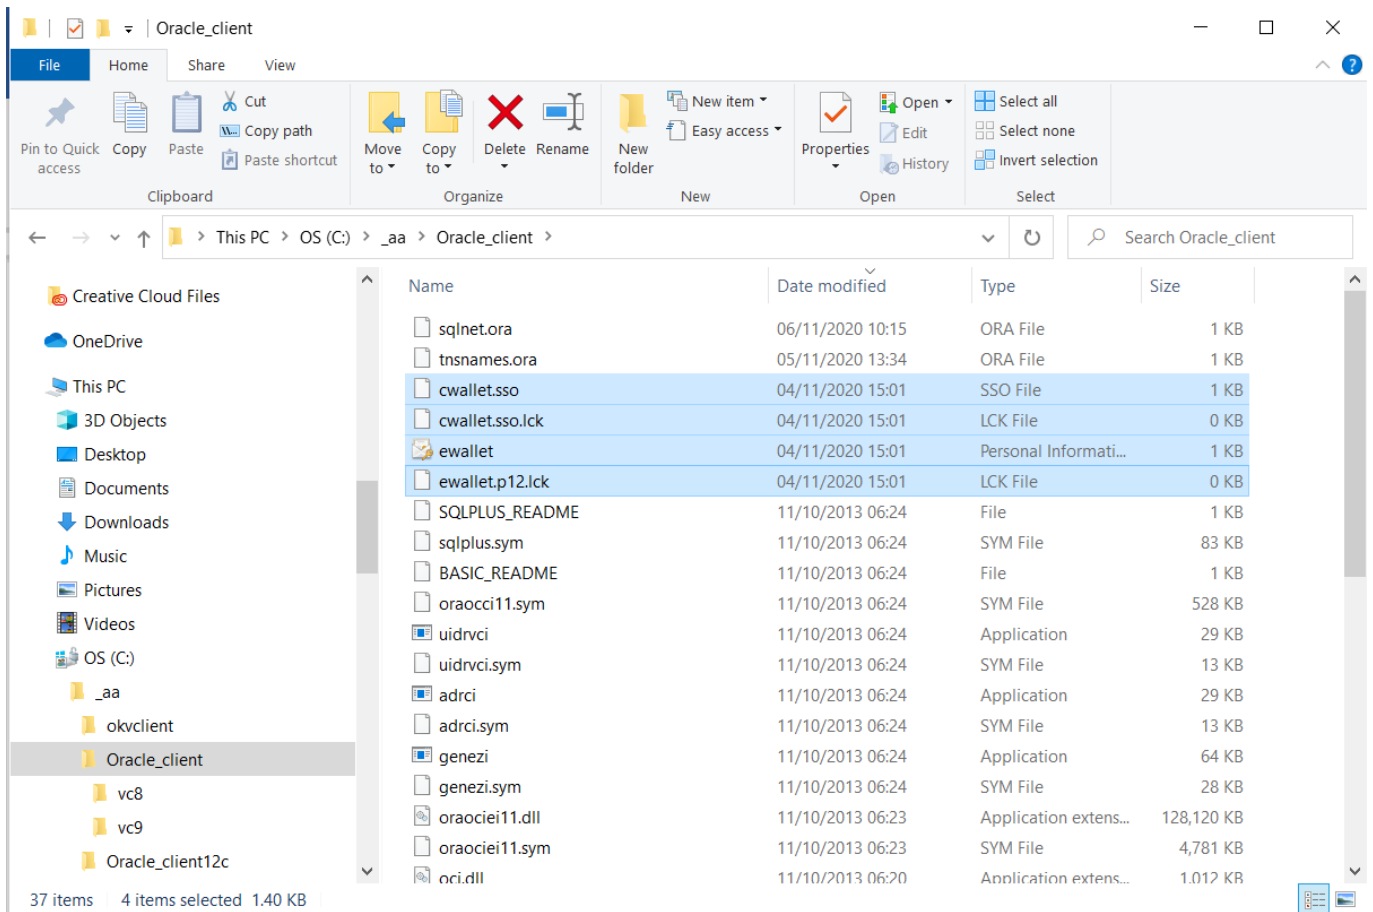 Oracle_client
File Home Share View
Pin to Quick access
Copy
Paste
Cut
Copy path
Paste shortcut
Clipboard
Move to
Copy to
Delete
Rename
Organize
New folder
New item
Easy access
New
Properties
Open
Edit
History
Open
Select all
Select none
Invert selection
Select
This PC > OS (C:) > _aa > Oracle_client >
Search Oracle_client
Creative Cloud Files
OneDrive
This PC
3D Objects
Desktop
Documents
Downloads
Music
Pictures
Videos
OS (C:)
_aa
okvclient
Oracle_client
vc8
vc9
Oracle_client12c
Name Date modified Type Size
sqlnet.ora 06/11/2020 10:15 ORA File 1 KB
tnsnames.ora 05/11/2020 13:34 ORA File 1 KB
cwallet.sso 04/11/2020 15:01 SSO File 1 KB
cwallet.sso.lck 04/11/2020 15:01 LCK File 0 KB
ewallet 04/11/2020 15:01 Personal Informati... 1 KB
ewallet.p12.lck 04/11/2020 15:01 LCK File 0 KB
SQLPLUS_README 11/10/2013 06:24 File 1 KB
sqlplus.sym 11/10/2013 06:24 SYM File 83 KB
BASIC_README 11/10/2013 06:24 File 1 KB
oraocci11.sym 11/10/2013 06:24 SYM File 528 KB
uidrvci 11/10/2013 06:24 Application 29 KB
uidrvci.sym 11/10/2013 06:24 SYM File 13 KB
adrci 11/10/2013 06:24 Application 29 KB
adrci.sym 11/10/2013 06:24 SYM File 13 KB
genezi 11/10/2013 06:24 Application 64 KB
genezi.sym 11/10/2013 06:24 SYM File 28 KB
oraociei11.dll 11/10/2013 06:23 Application extens... 128,120 KB
oraociei11.sym 11/10/2013 06:23 SYM File 4,781 KB
oci.dll 11/10/2013 06:20 Application extens... 1,012 KB
37 items 4 items selected 1.40 KB